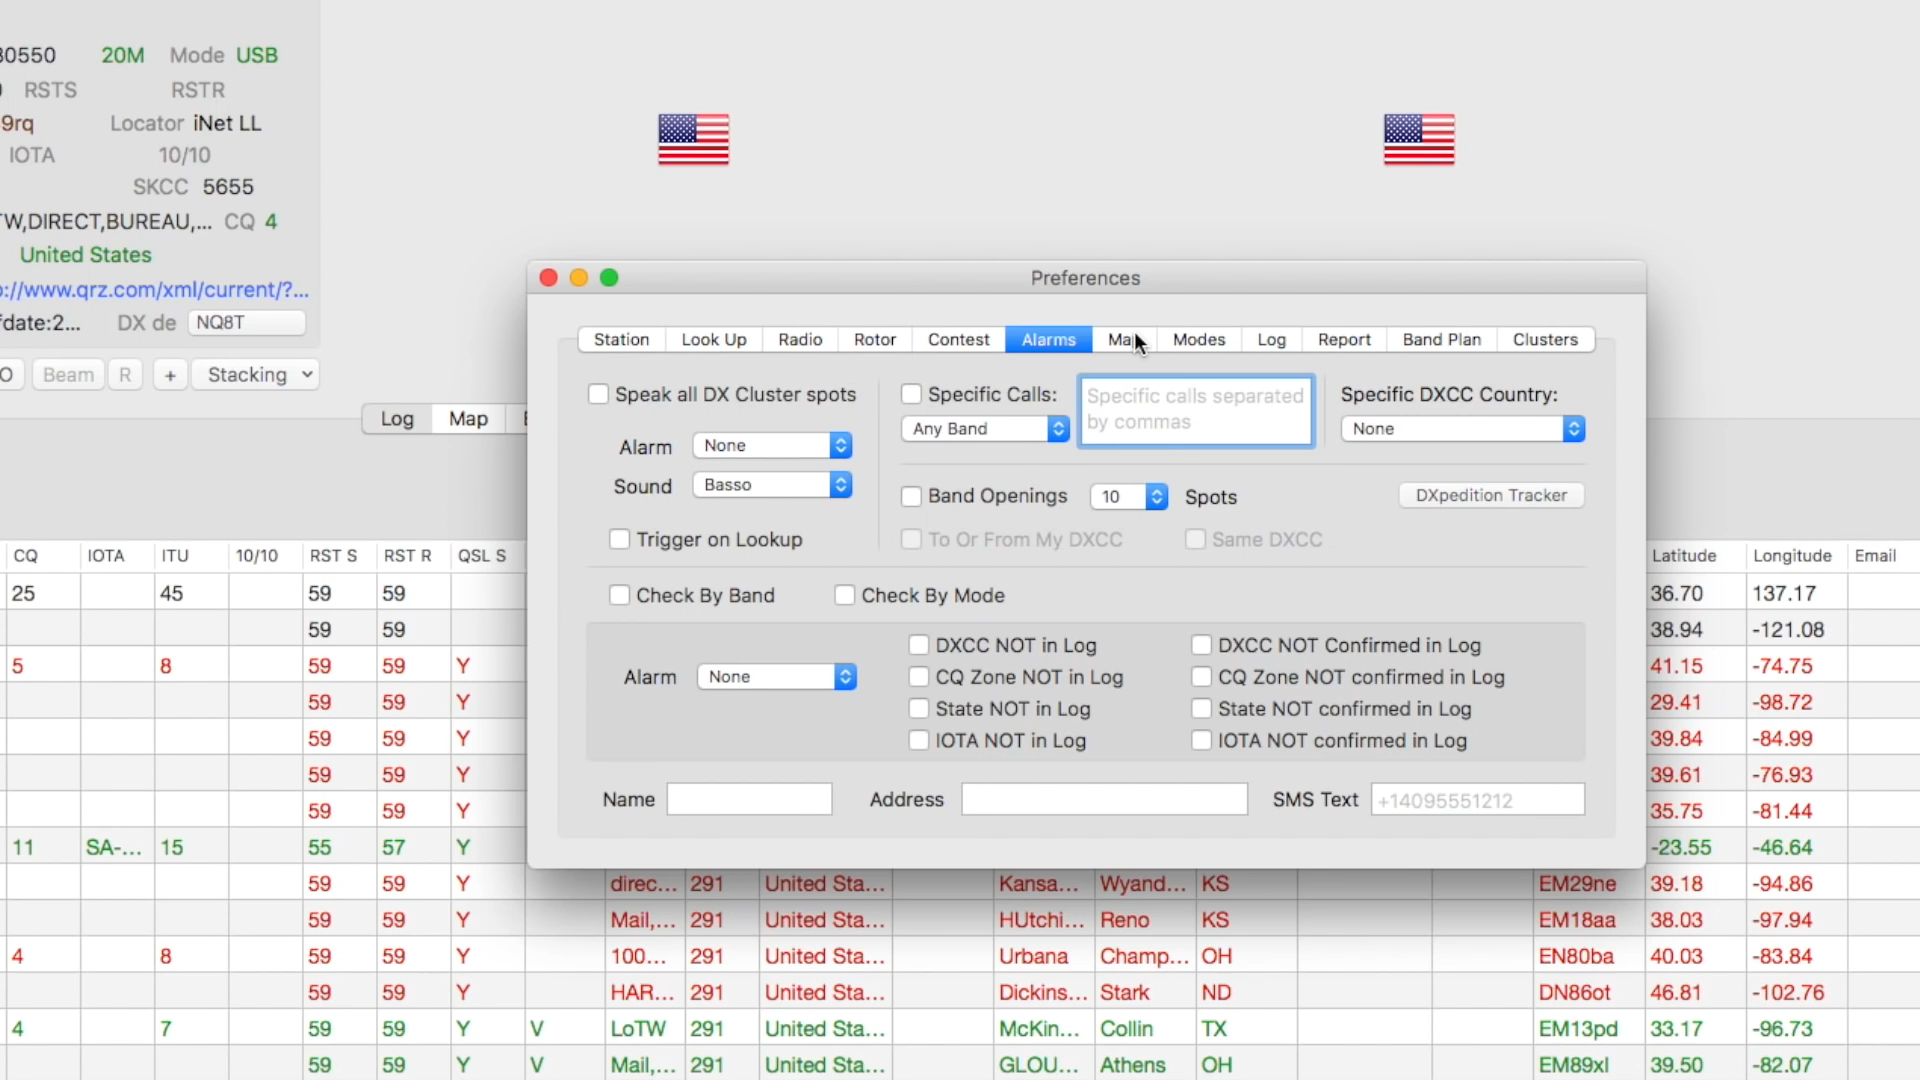 30550 20M Mode USB
RSTS RSTR
9rq Locator iNet LL
IOTA 10/10
SKCC 5655
TW,DIRECT,BUREAU,... CQ 4
United States
://www.qrz.com/xml/current/?...
fdate:2... DX de NQ8T
O Beam R + Stacking
Log Map
Preferences
Station Look Up Radio Rotor Contest Alarms Modes Log Report Band Plan Clusters
Speak all DX Cluster spots
Alarm None
Sound Basso
Trigger on Lookup
Specific Calls: Specific calls separated
by commas
Any Band
Specific DXCC Country:
None
Band Openings 10 Spots DXpedition Tracker
To Or From My DXCC Same DXCC
Check By Band Check By Mode
Alarm None
DXCC NOT in Log DXCC NOT Confirmed in Log
CQ Zone NOT in Log CQ Zone NOT confirmed in Log
State NOT in Log State NOT confirmed in Log
IOTA NOT in Log IOTA NOT confirmed in Log
Name Address SMS Text +14095551212
CQ IOTA ITU 10/10 RST S RST R QSL S Latitude Longitude Email
25 45 59 59 36.70 137.17
59 59 38.94 -121.08
5 8 59 59 Y 41.15 -74.75
59 59 Y 29.41 -98.72
59 59 Y 39.84 -84.99
59 59 Y 39.61 -76.93
59 59 Y 35.75 -81.44
11 SA-... 15 55 57 Y -23.55 -46.64
59 59 Y direc... 291 United Sta... Kansa... Wyand... KS EM29ne 39.18 -94.86
59 59 Y Mail,... 291 United Sta... HUtchi... Reno KS EM18aa 38.03 -97.94
4 8 59 59 Y 100... 291 United Sta... Urbana Champ... OH EN80ba 40.03 -83.84
59 59 Y HAR... 291 United Sta... Dickins... Stark ND DN86ot 46.81 -102.76
4 7 59 59 Y V LoTW 291 United Sta... McKin... Collin TX EM13pd 33.17 -96.73
59 59 Y V Mail,... 291 United Sta... GLOU... Athens OH EM89xl 39.50 -82.07